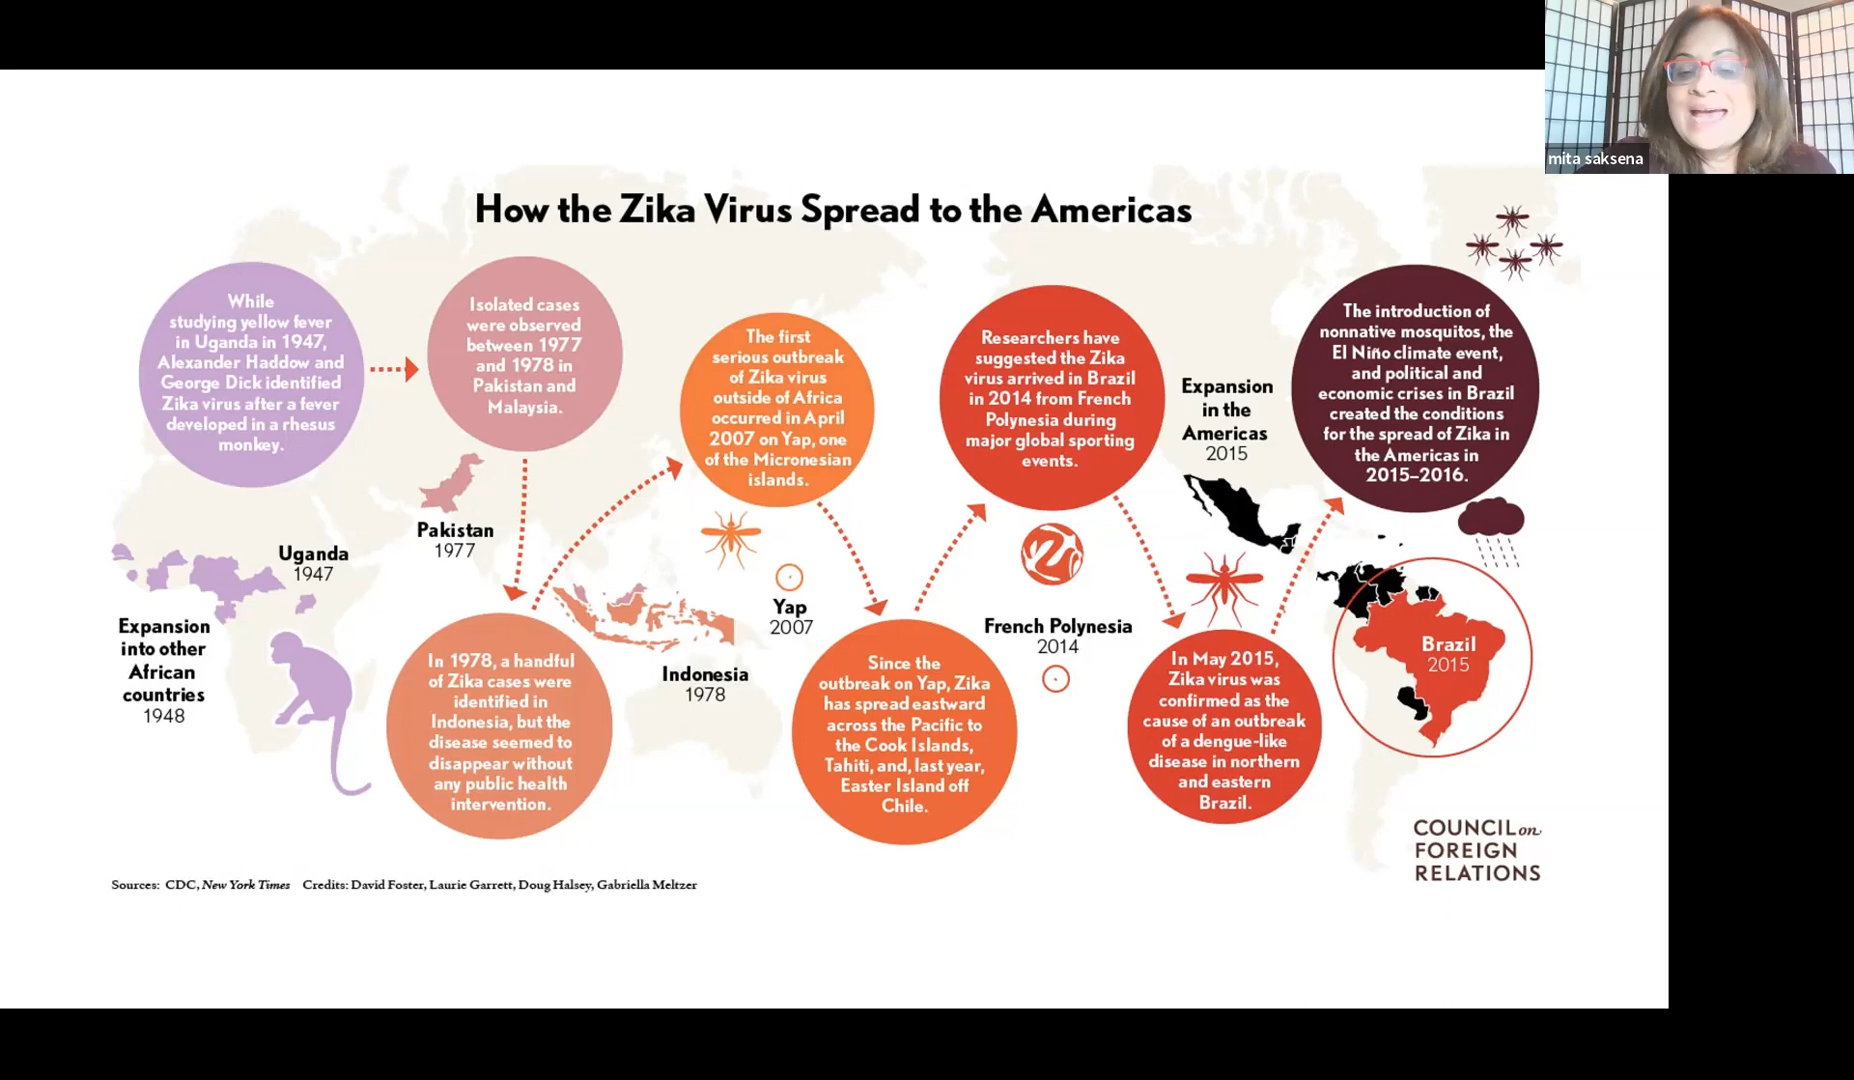 mita saksena
How the Zika Virus Spread to the Americas
While
studying yellow fever
in Uganda in 1947,
Alexander Haddow and
George Dick identified
Zika virus after a fever
developed in a rhesus
monkey.
Isolated cases
were observed
between 1977
and 1978 in
Pakistan and
Malaysia.
The first
serious outbreak
of Zika virus
outside of Africa
occurred in April
2007 on Yap, one
of the Micronesian
islands.
Researchers have
suggested the Zika
virus arrived in Brazil
in 2014 from French
Polynesia during
major global sporting
events.
Expansion
in the
Americas
2015
The introduction of
nonnative mosquitos, the
El Niño climate event,
and political and
economic crises in Brazil
created the conditions
for the spread of Zika in
the Americas in
2015–2016.
Pakistan
1977
Uganda
1947
Expansion
into other
African
countries
1948
In 1978, a handful
of Zika cases were
identified in
Indonesia, but the
disease seemed to
disappear without
any public health
intervention.
Indonesia
1978
Yap
2007
Since the
outbreak on Yap, Zika
has spread eastward
across the Pacific to
the Cook Islands,
Tahiti, and, last year,
Easter Island off
Chile.
French Polynesia
2014
In May 2015,
Zika virus was
confirmed as the
cause of an outbreak
of a dengue-like
disease in northern
and eastern
Brazil.
Brazil
2015
COUNCIL on
FOREIGN
RELATIONS
Sources: CDC, New York Times Credits: David Foster, Laurie Garrett, Doug Halsey, Gabriella Meltzer